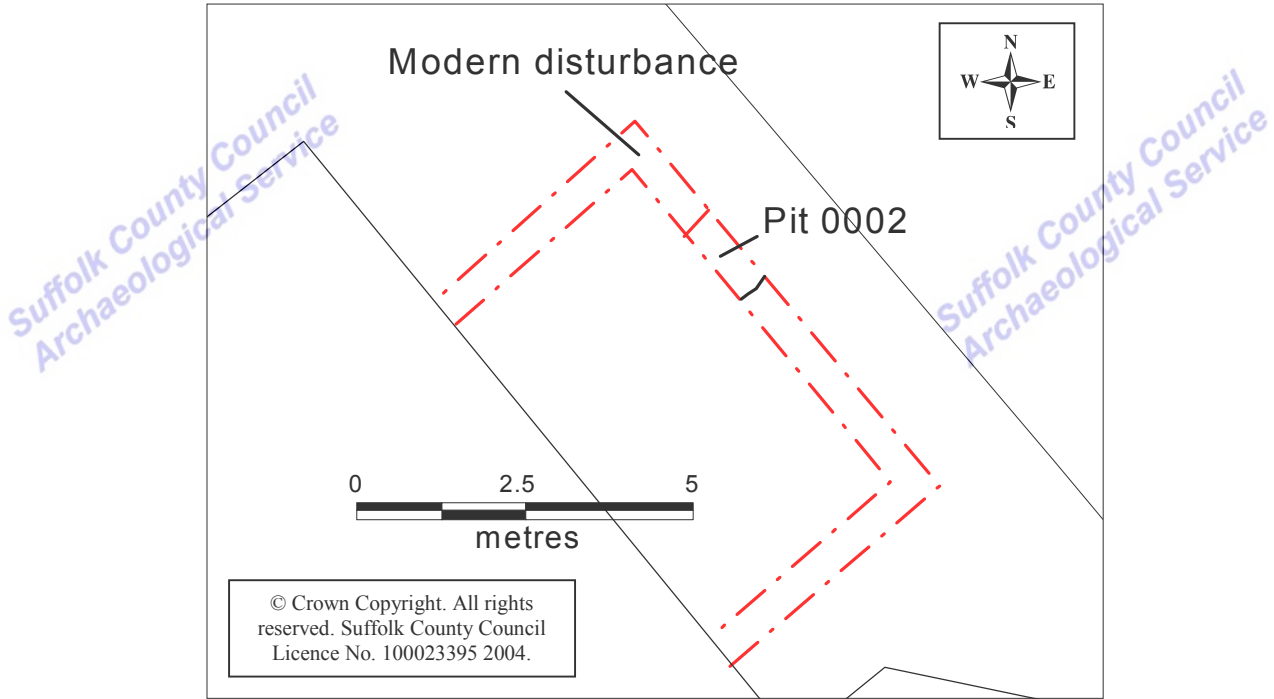 Modern disturbance
N
W E
S
Suffolk County Council
Archaeological Service
Suffolk County Council
Archaeological Service
Pit 0002
0 2.5 5
metres
© Crown Copyright. All rights
reserved. Suffolk County Council
Licence No. 100023395 2004.